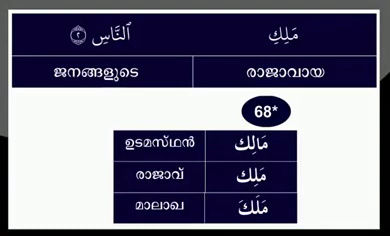 مَلِكِ ٱلنَّاسِ ۝٢
ജനങ്ങളുടെ രാജാവായ
68*
ഉടമസ്ഥൻ مَالِك
രാജാവ് مَلِك
മാലാഖ مَلَكَ